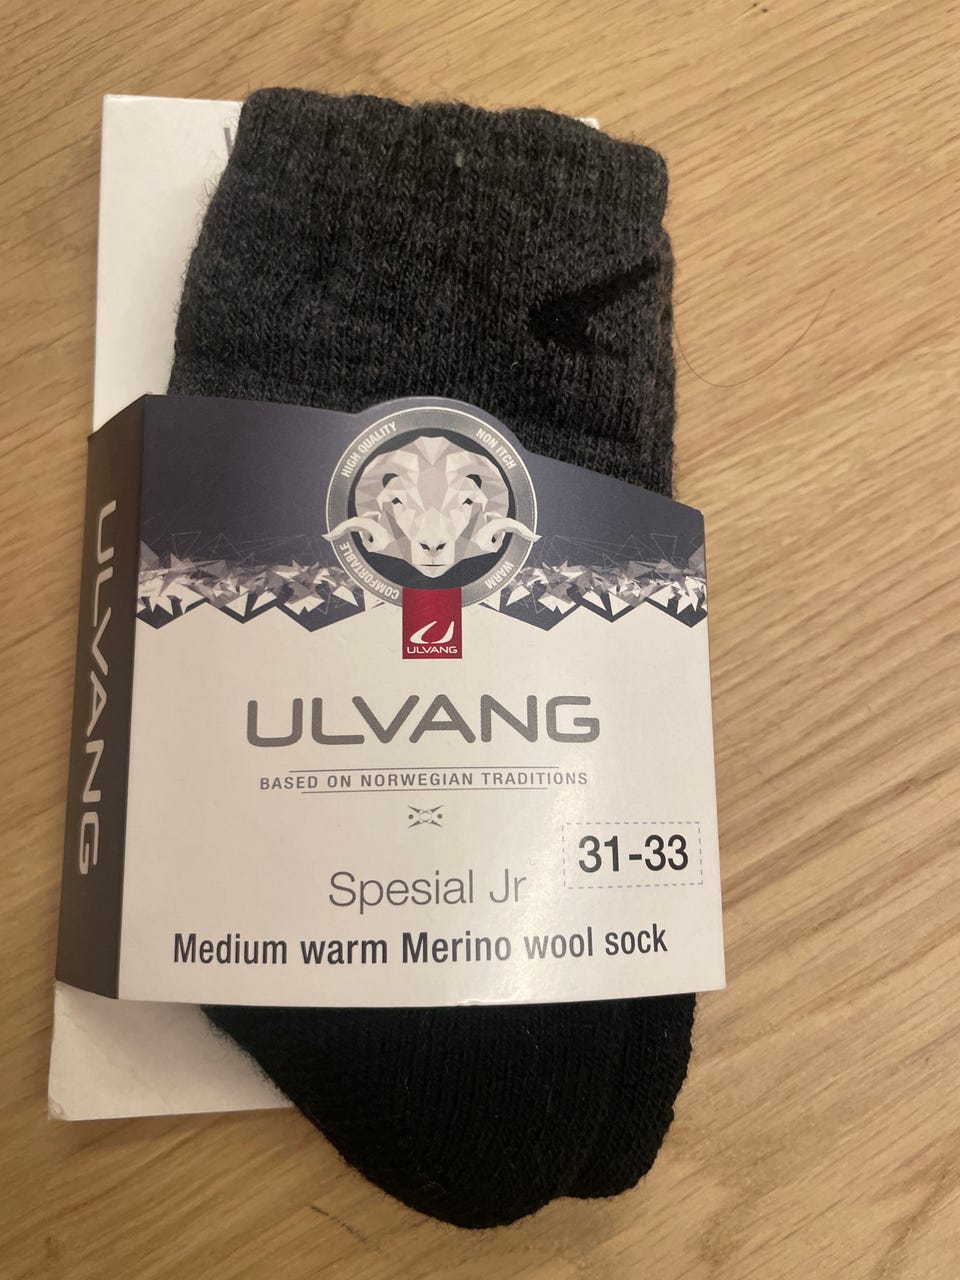 HIGH QUALITY
NON ITCH
COMFORTABLE
WARM
ULVANG
ULVANG
BASED ON NORWEGIAN TRADITIONS
31-33
Spesial Jr
Medium warm Merino wool sock
ULVANG